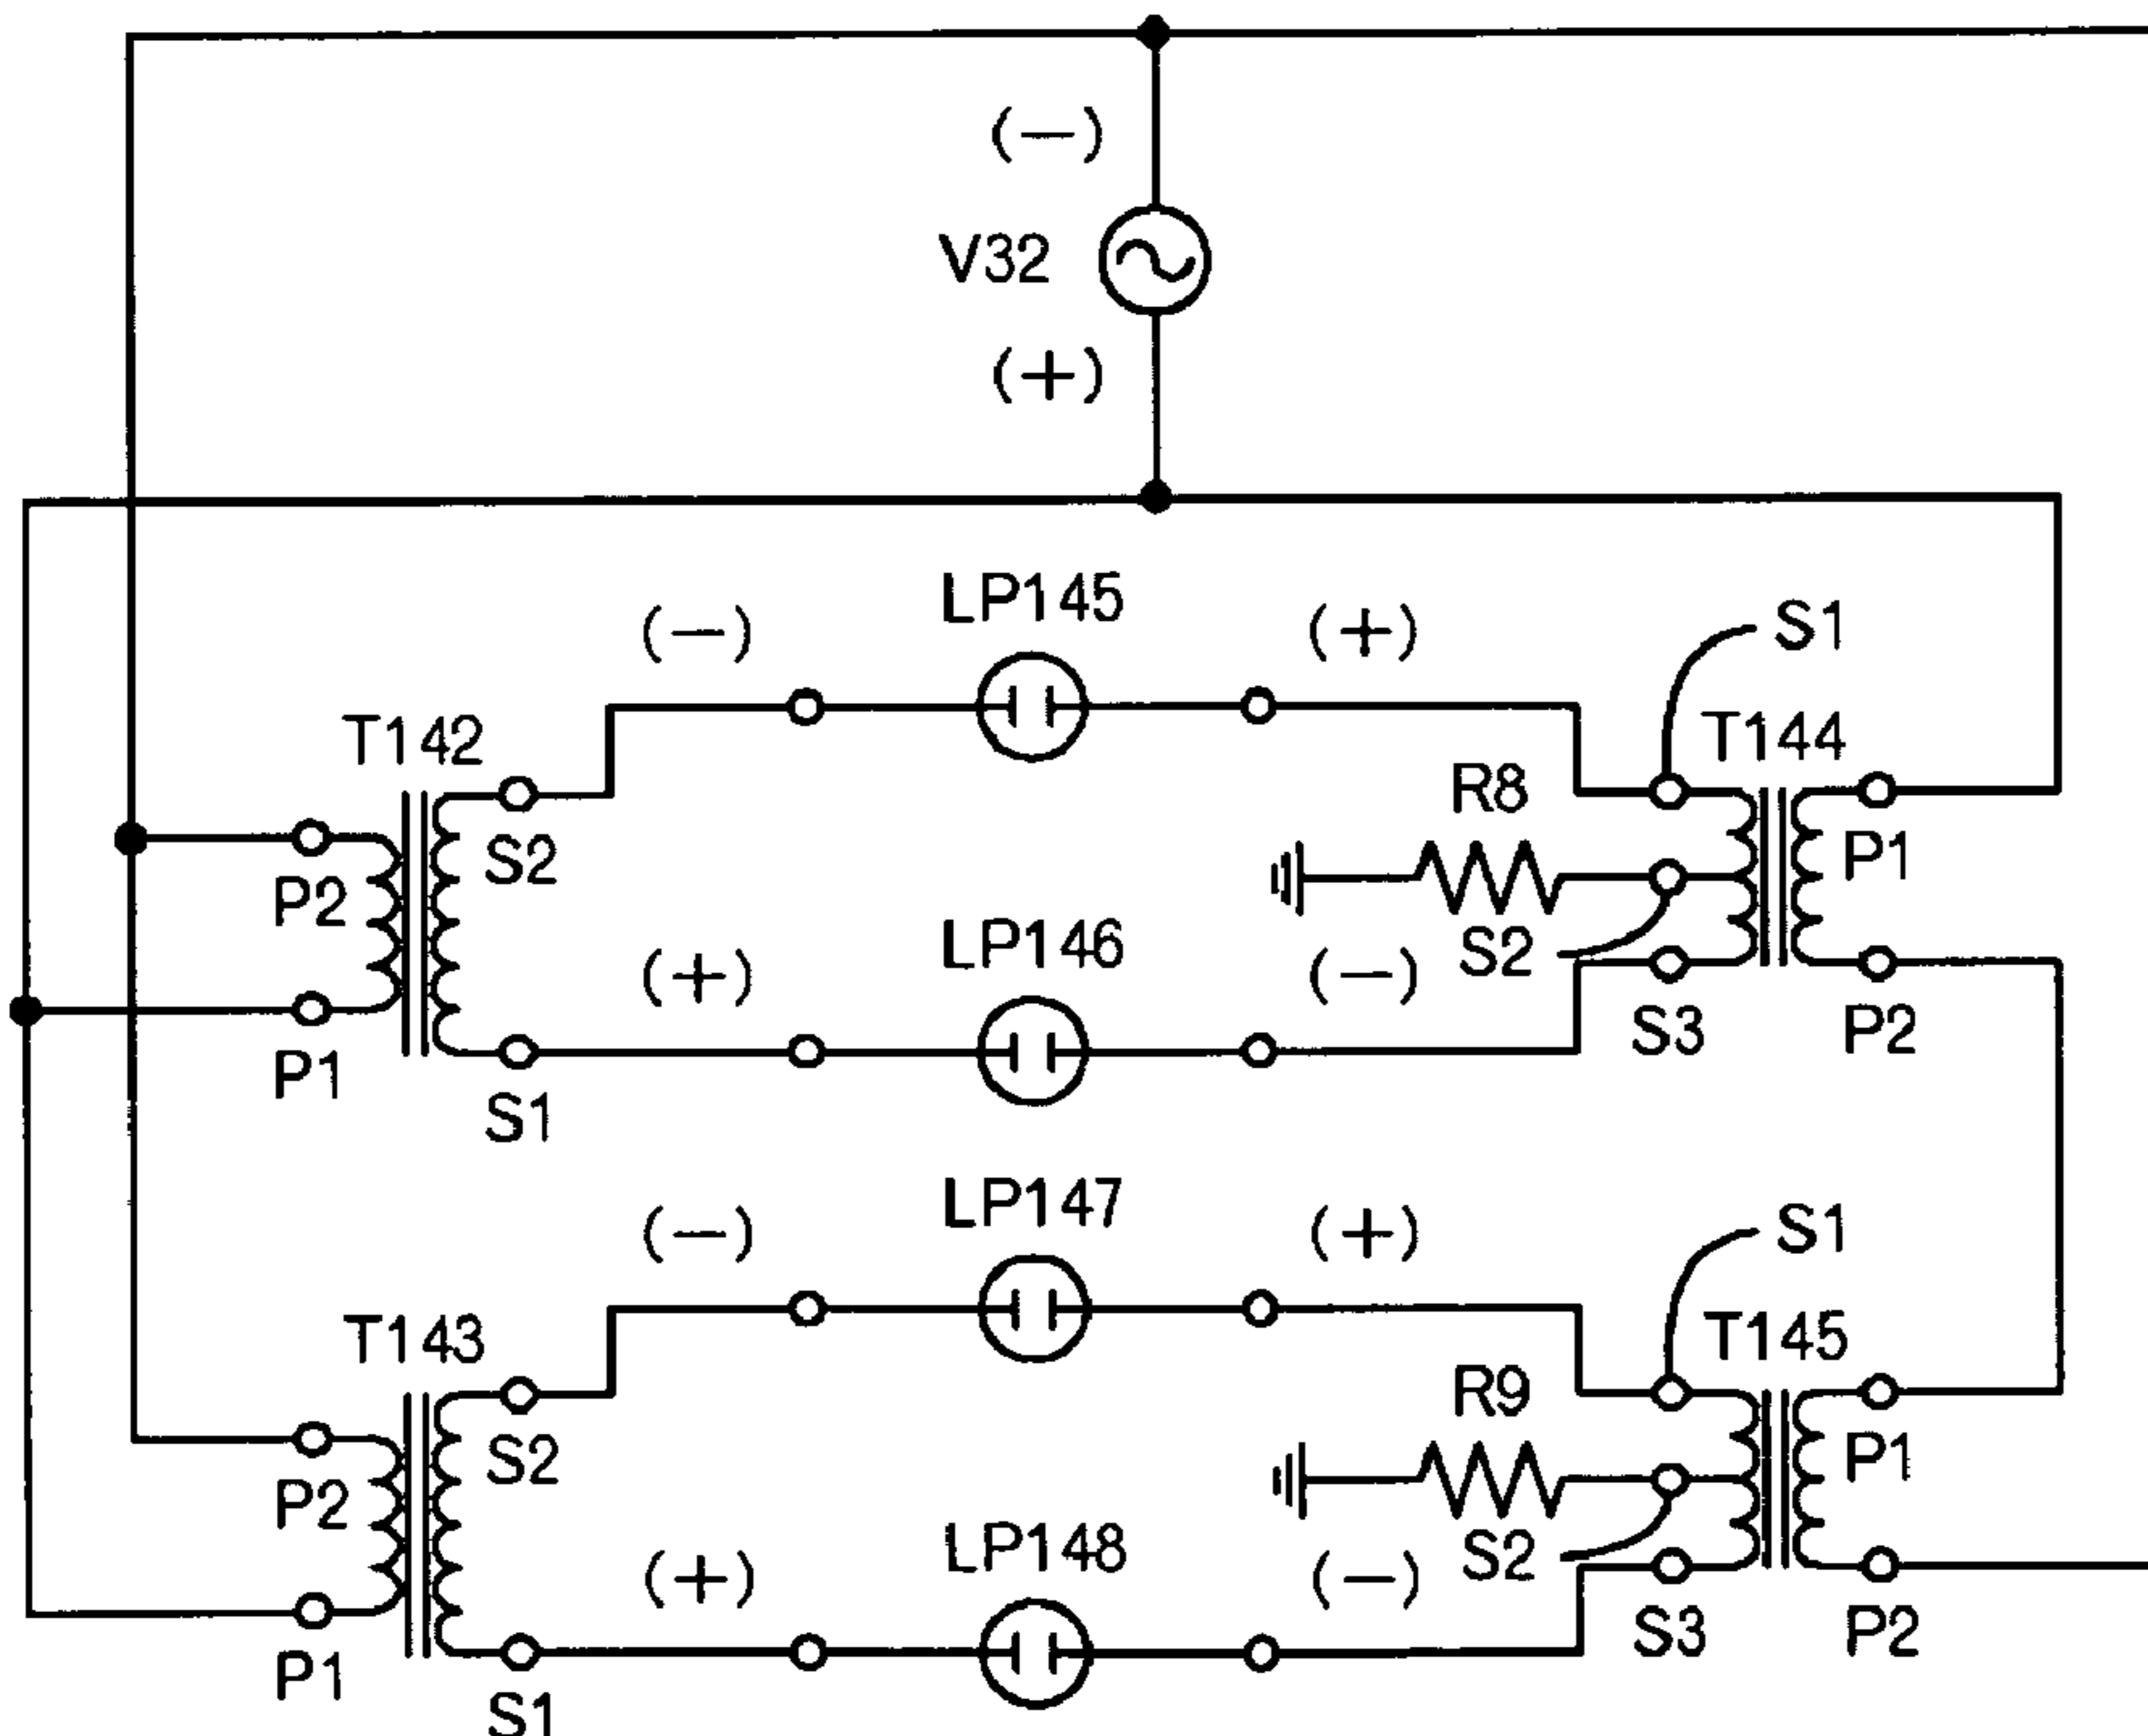 (−)
V32
(+)
LP145
(−)
(+)
S1
T142
T144
R8
S2
P1
P2
LP146
S2
(+)
(−)
S3
P2
P1
S1
LP147
(−)
(+)
S1
T143
T145
R9
S2
P1
P2
LP148
S2
(+)
(−)
S3
P2
P1
S1